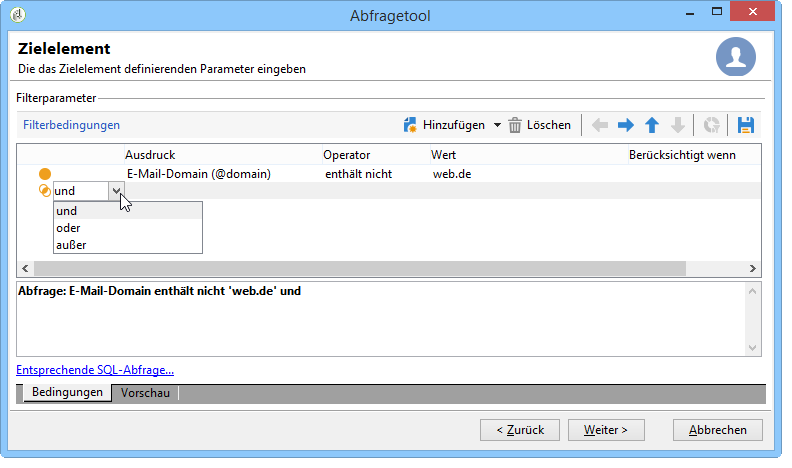 Abfragetool
Zielelement
Die das Zielelement definierenden Parameter eingeben
Filterparameter
Filterbedingungen Hinzufügen Löschen
Ausdruck Operator Wert Berücksichtigt wenn
E-Mail-Domain (@domain) enthält nicht web.de
und
und
oder
außer
Abfrage: E-Mail-Domain enthält nicht 'web.de' und
Entsprechende SQL-Abfrage...
Bedingungen Vorschau
< Zurück Weiter > Abbrechen